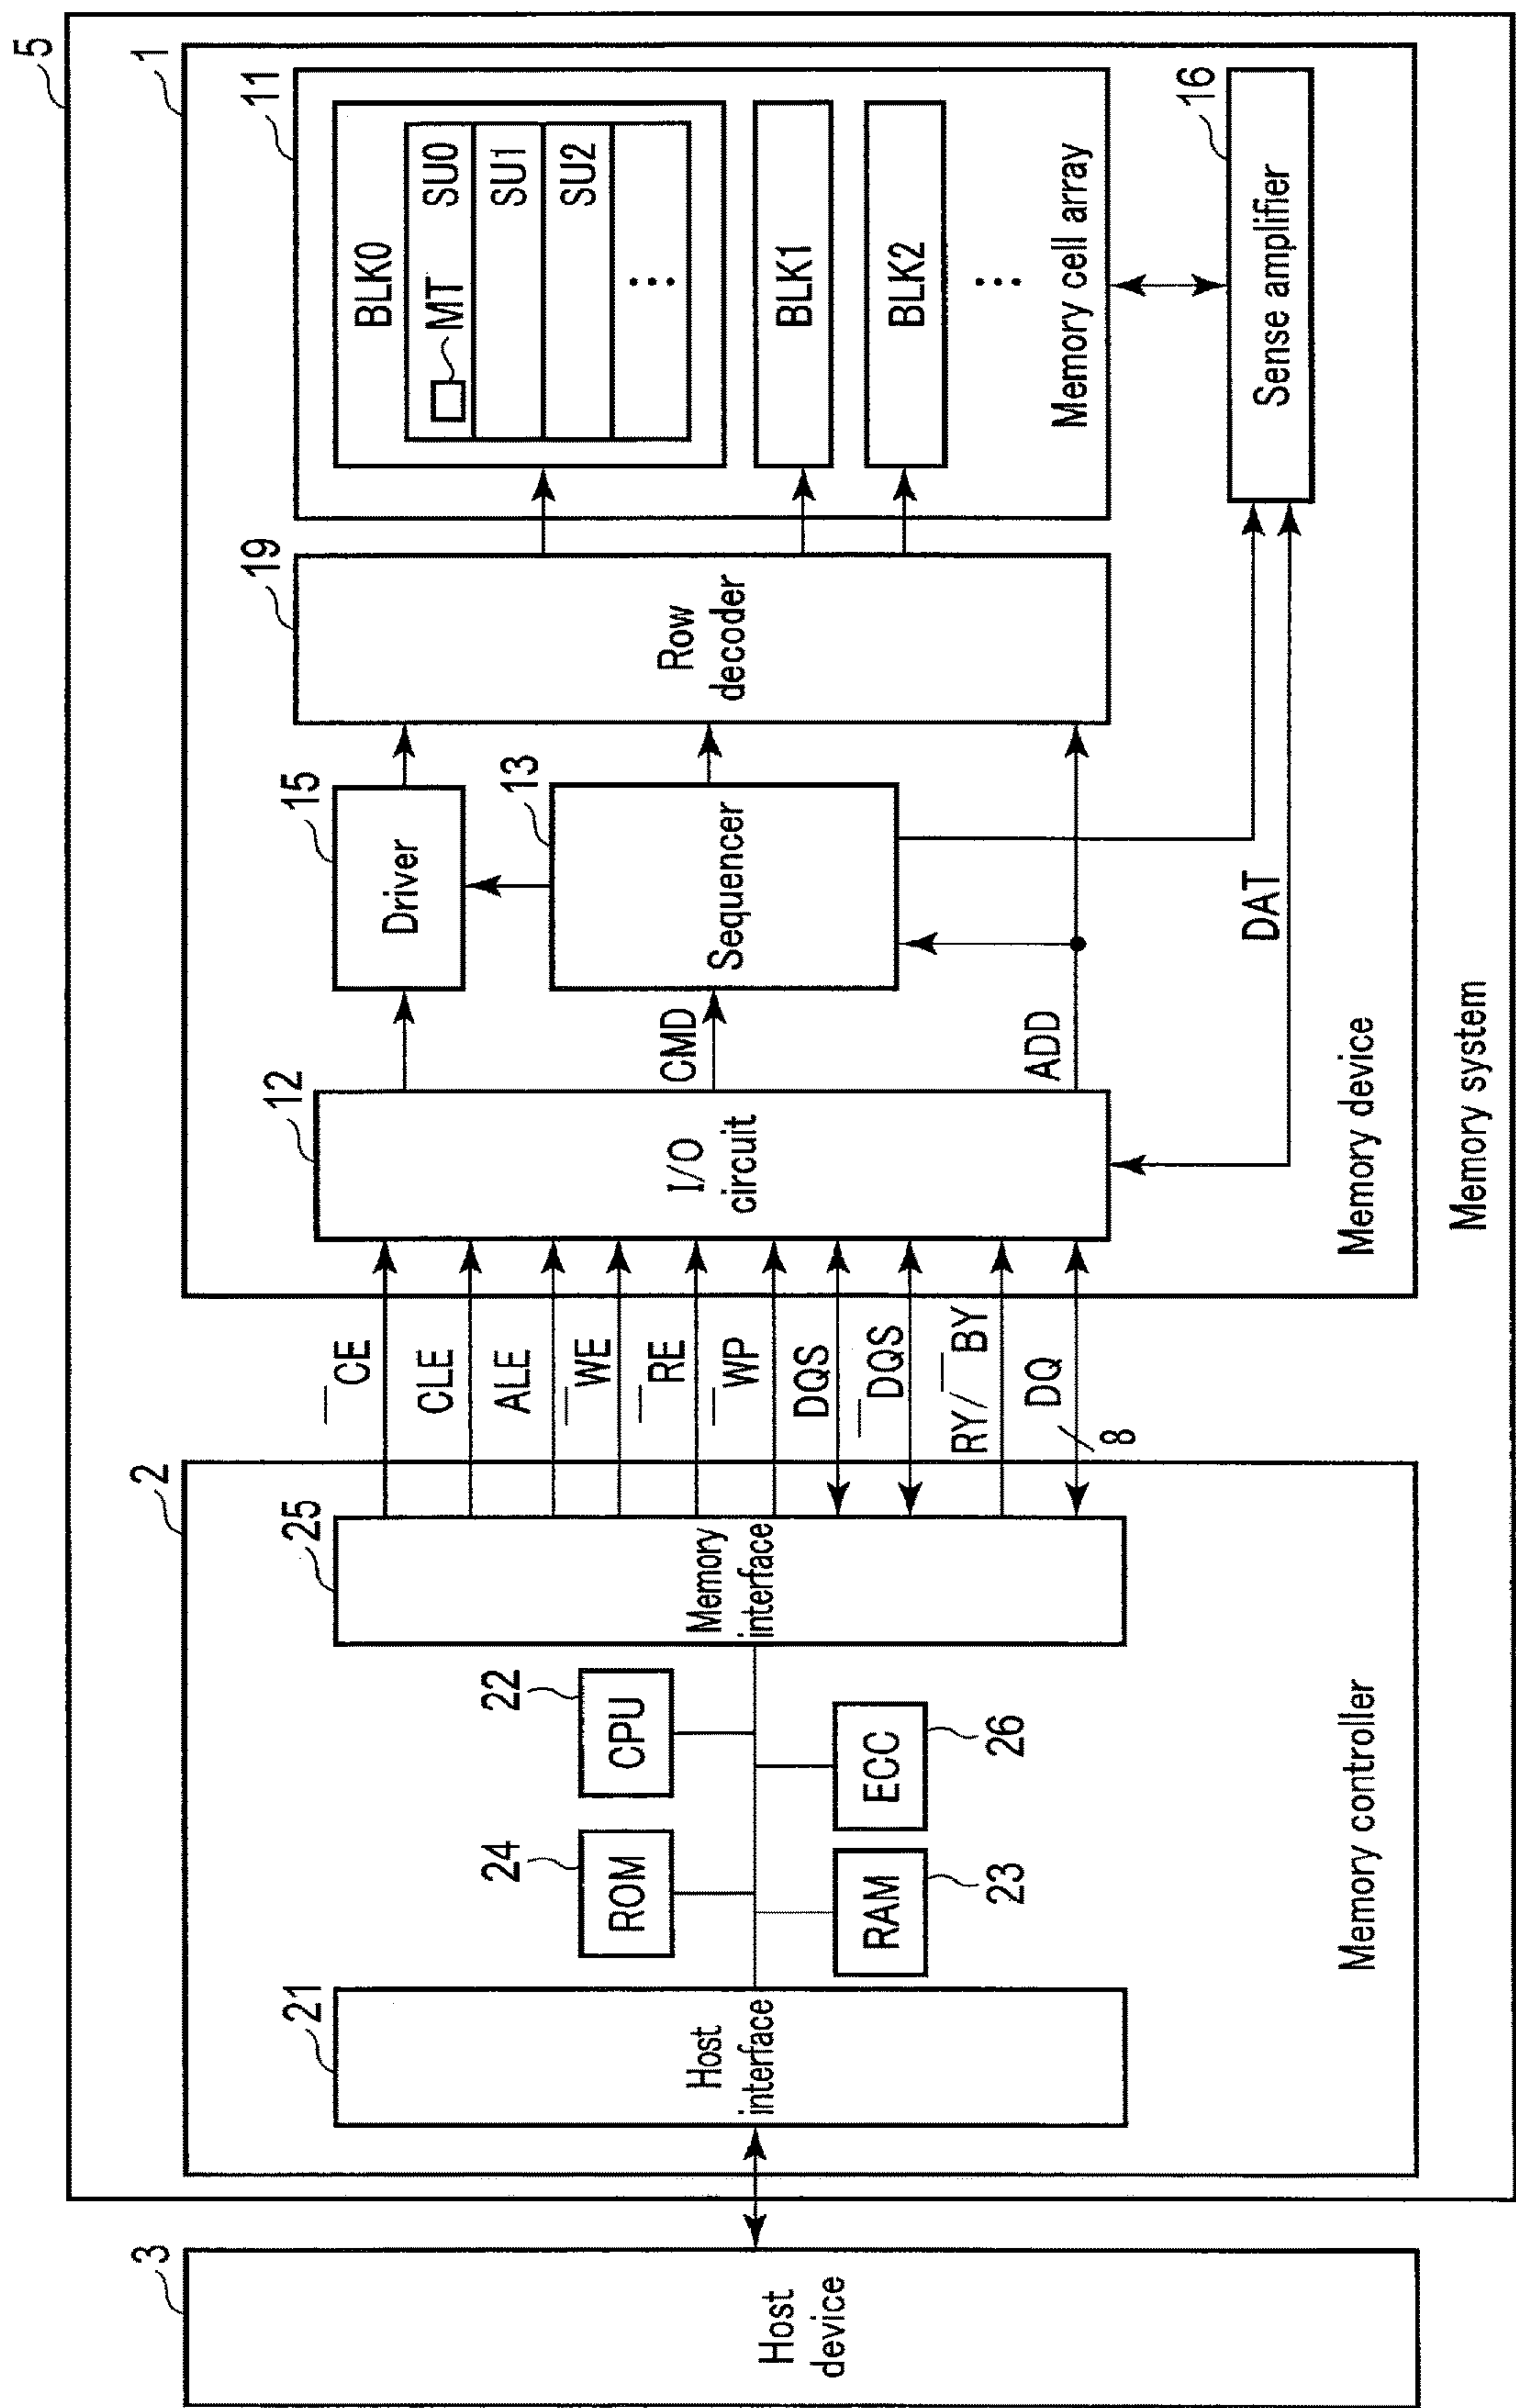 5
3
Host
device
2
21
Host
interface
24
ROM
22
CPU
RAM
23
ECC
26
25
Memory
interface
Memory controller
‾CE
CLE
ALE
‾WE
‾RE
‾WP
DQS
‾DQS
RY/‾BY
DQ
8
1
12
I/O
circuit
CMD
ADD
15
Driver
13
Sequencer
DAT
19
Row
decoder
11
BLK0
MT
SU0
SU1
SU2
⋯
BLK1
BLK2
⋯
Memory cell array
16
Sense amplifier
Memory device
Memory system